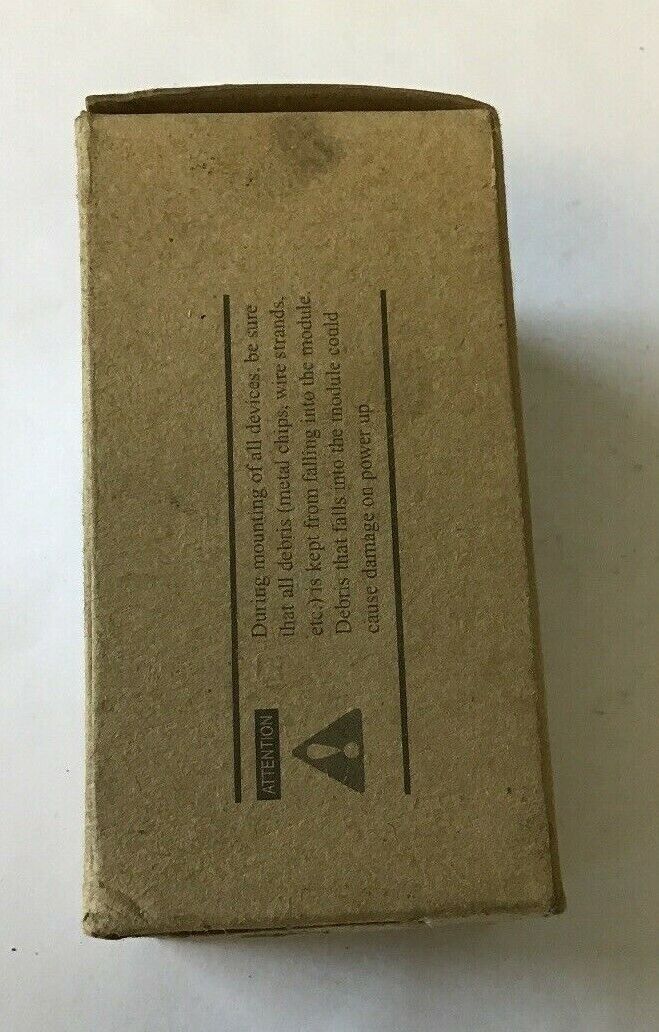 ATTENTION
During mounting of all devices, be sure
that all debris (metal chips, wire strands,
etc.) is kept from falling into the module.
Debris that falls into the module could
cause damage on power up.